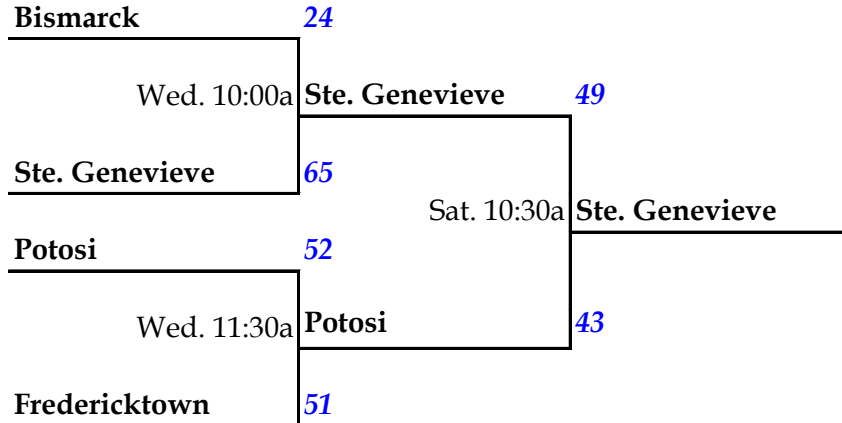 Bismarck 24
Wed. 10:00a Ste. Genevieve 49
Ste. Genevieve 65
Sat. 10:30a Ste. Genevieve
Potosi 52
Wed. 11:30a Potosi 43
Fredericktown 51